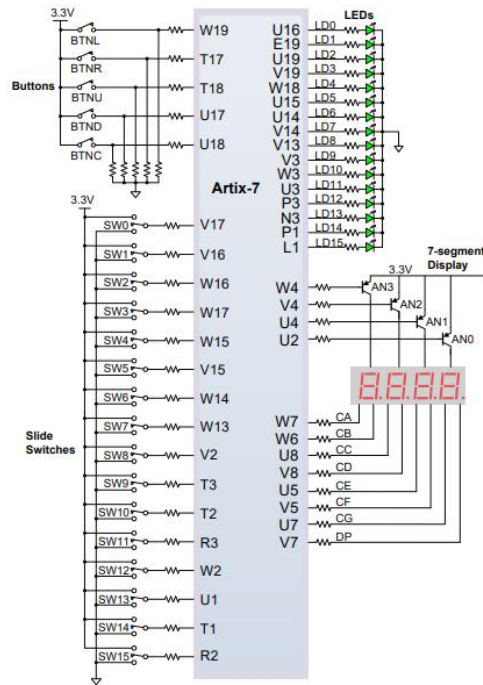 3.3V
BTNL
W19
BTNR
T17
Buttons
BTNU
T18
BTND
U17
BTNC
U18
Artix-7
3.3V
SW0
V17
SW1
V16
SW2
W16
SW3
W17
SW4
W15
SW5
V15
SW6
W14
SW7
W13
Slide
Switches
SW8
V2
SW9
T3
SW10
T2
SW11
R3
SW12
W2
SW13
U1
SW14
T1
SW15
R2
LEDs
U16 LD0
E19 LD1
U19 LD2
V19 LD3
W18 LD4
U15 LD5
U14 LD6
V14 LD7
V13 LD8
V3 LD9
W3 LD10
U3 LD11
P3 LD12
N3 LD13
P1 LD14
L1 LD15
7-segment
Display
3.3V
W4 AN3
V4 AN2
U4 AN1
U2 AN0
8.8.8.8.
W7 CA
W6 CB
U8 CC
V8 CD
U5 CE
V5 CF
U7 CG
V7 DP